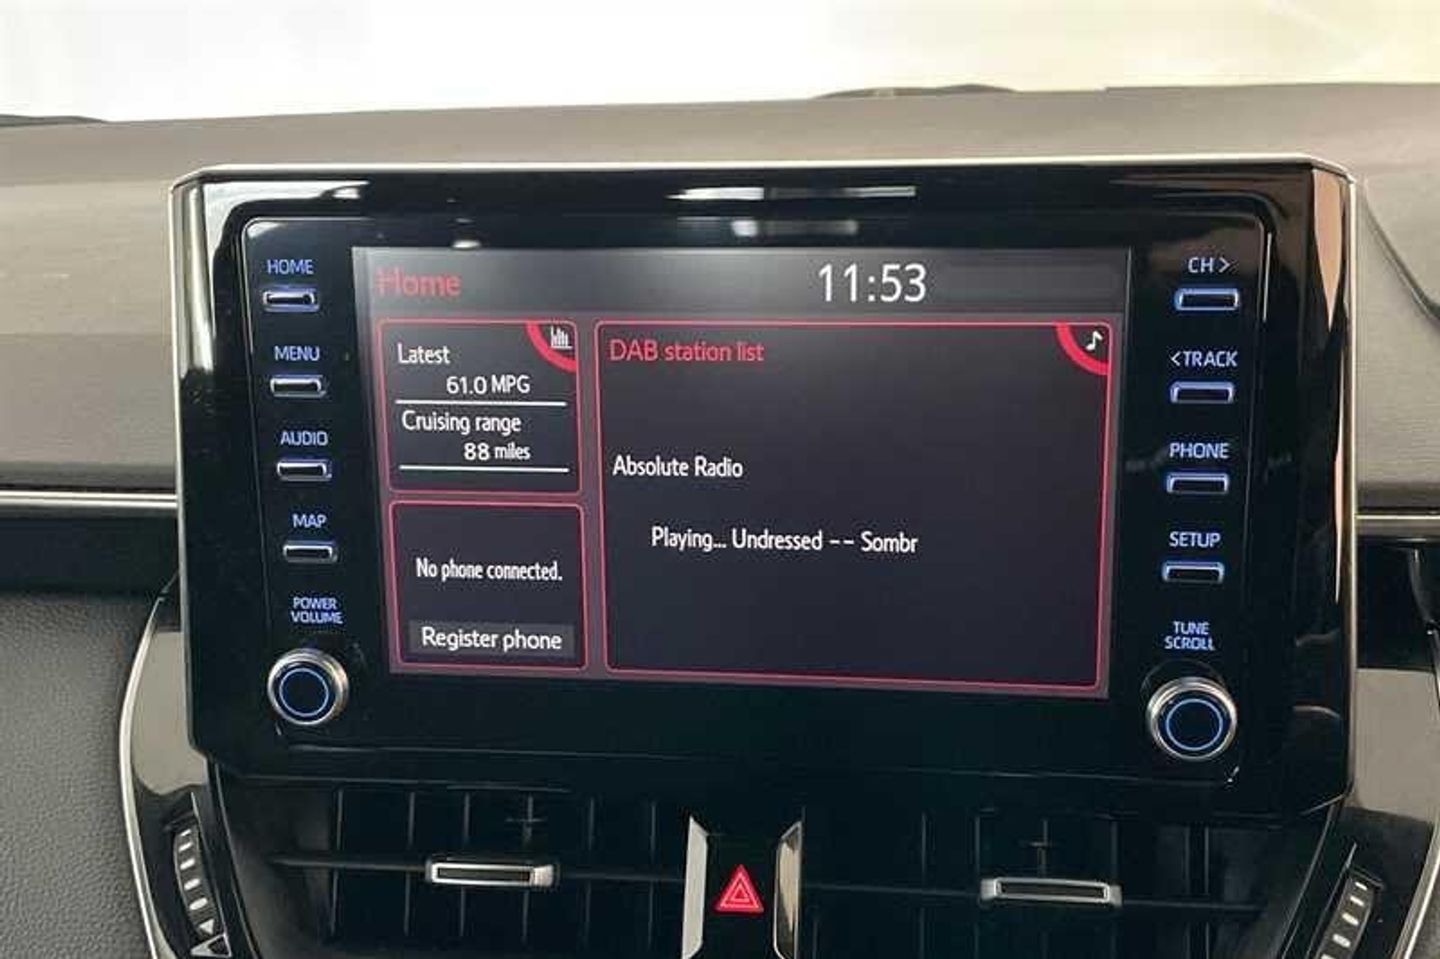 HOME
MENU
AUDIO
MAP
POWER
VOLUME
Home
11:53
Latest
61.0 MPG
Cruising range
88 miles
No phone connected.
Register phone
DAB station list
Absolute Radio
Playing... Undressed -- Sombr
CH >
< TRACK
PHONE
SETUP
TUNE
SCROLL